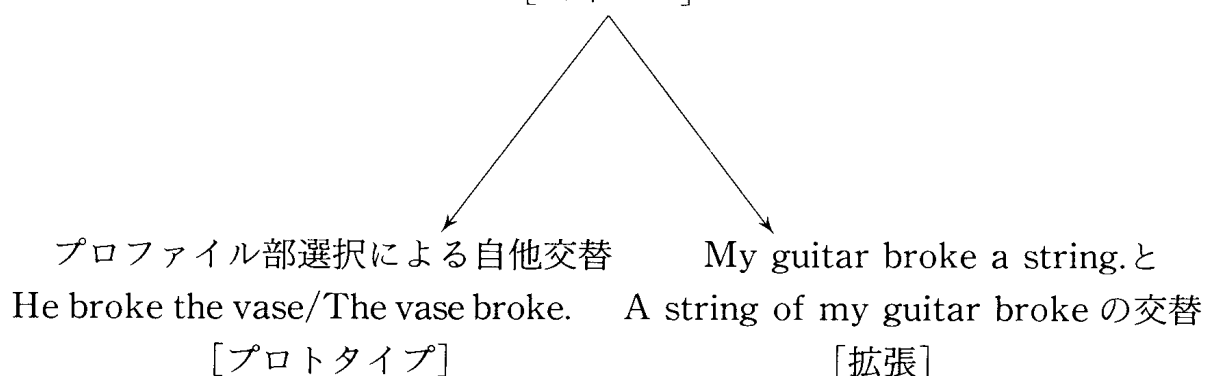 プロファイル部選択による自他交替
My guitar broke a string.と
He broke the vase/The vase broke.
A string of my guitar broke の交替
[プロトタイプ]
[拡張]